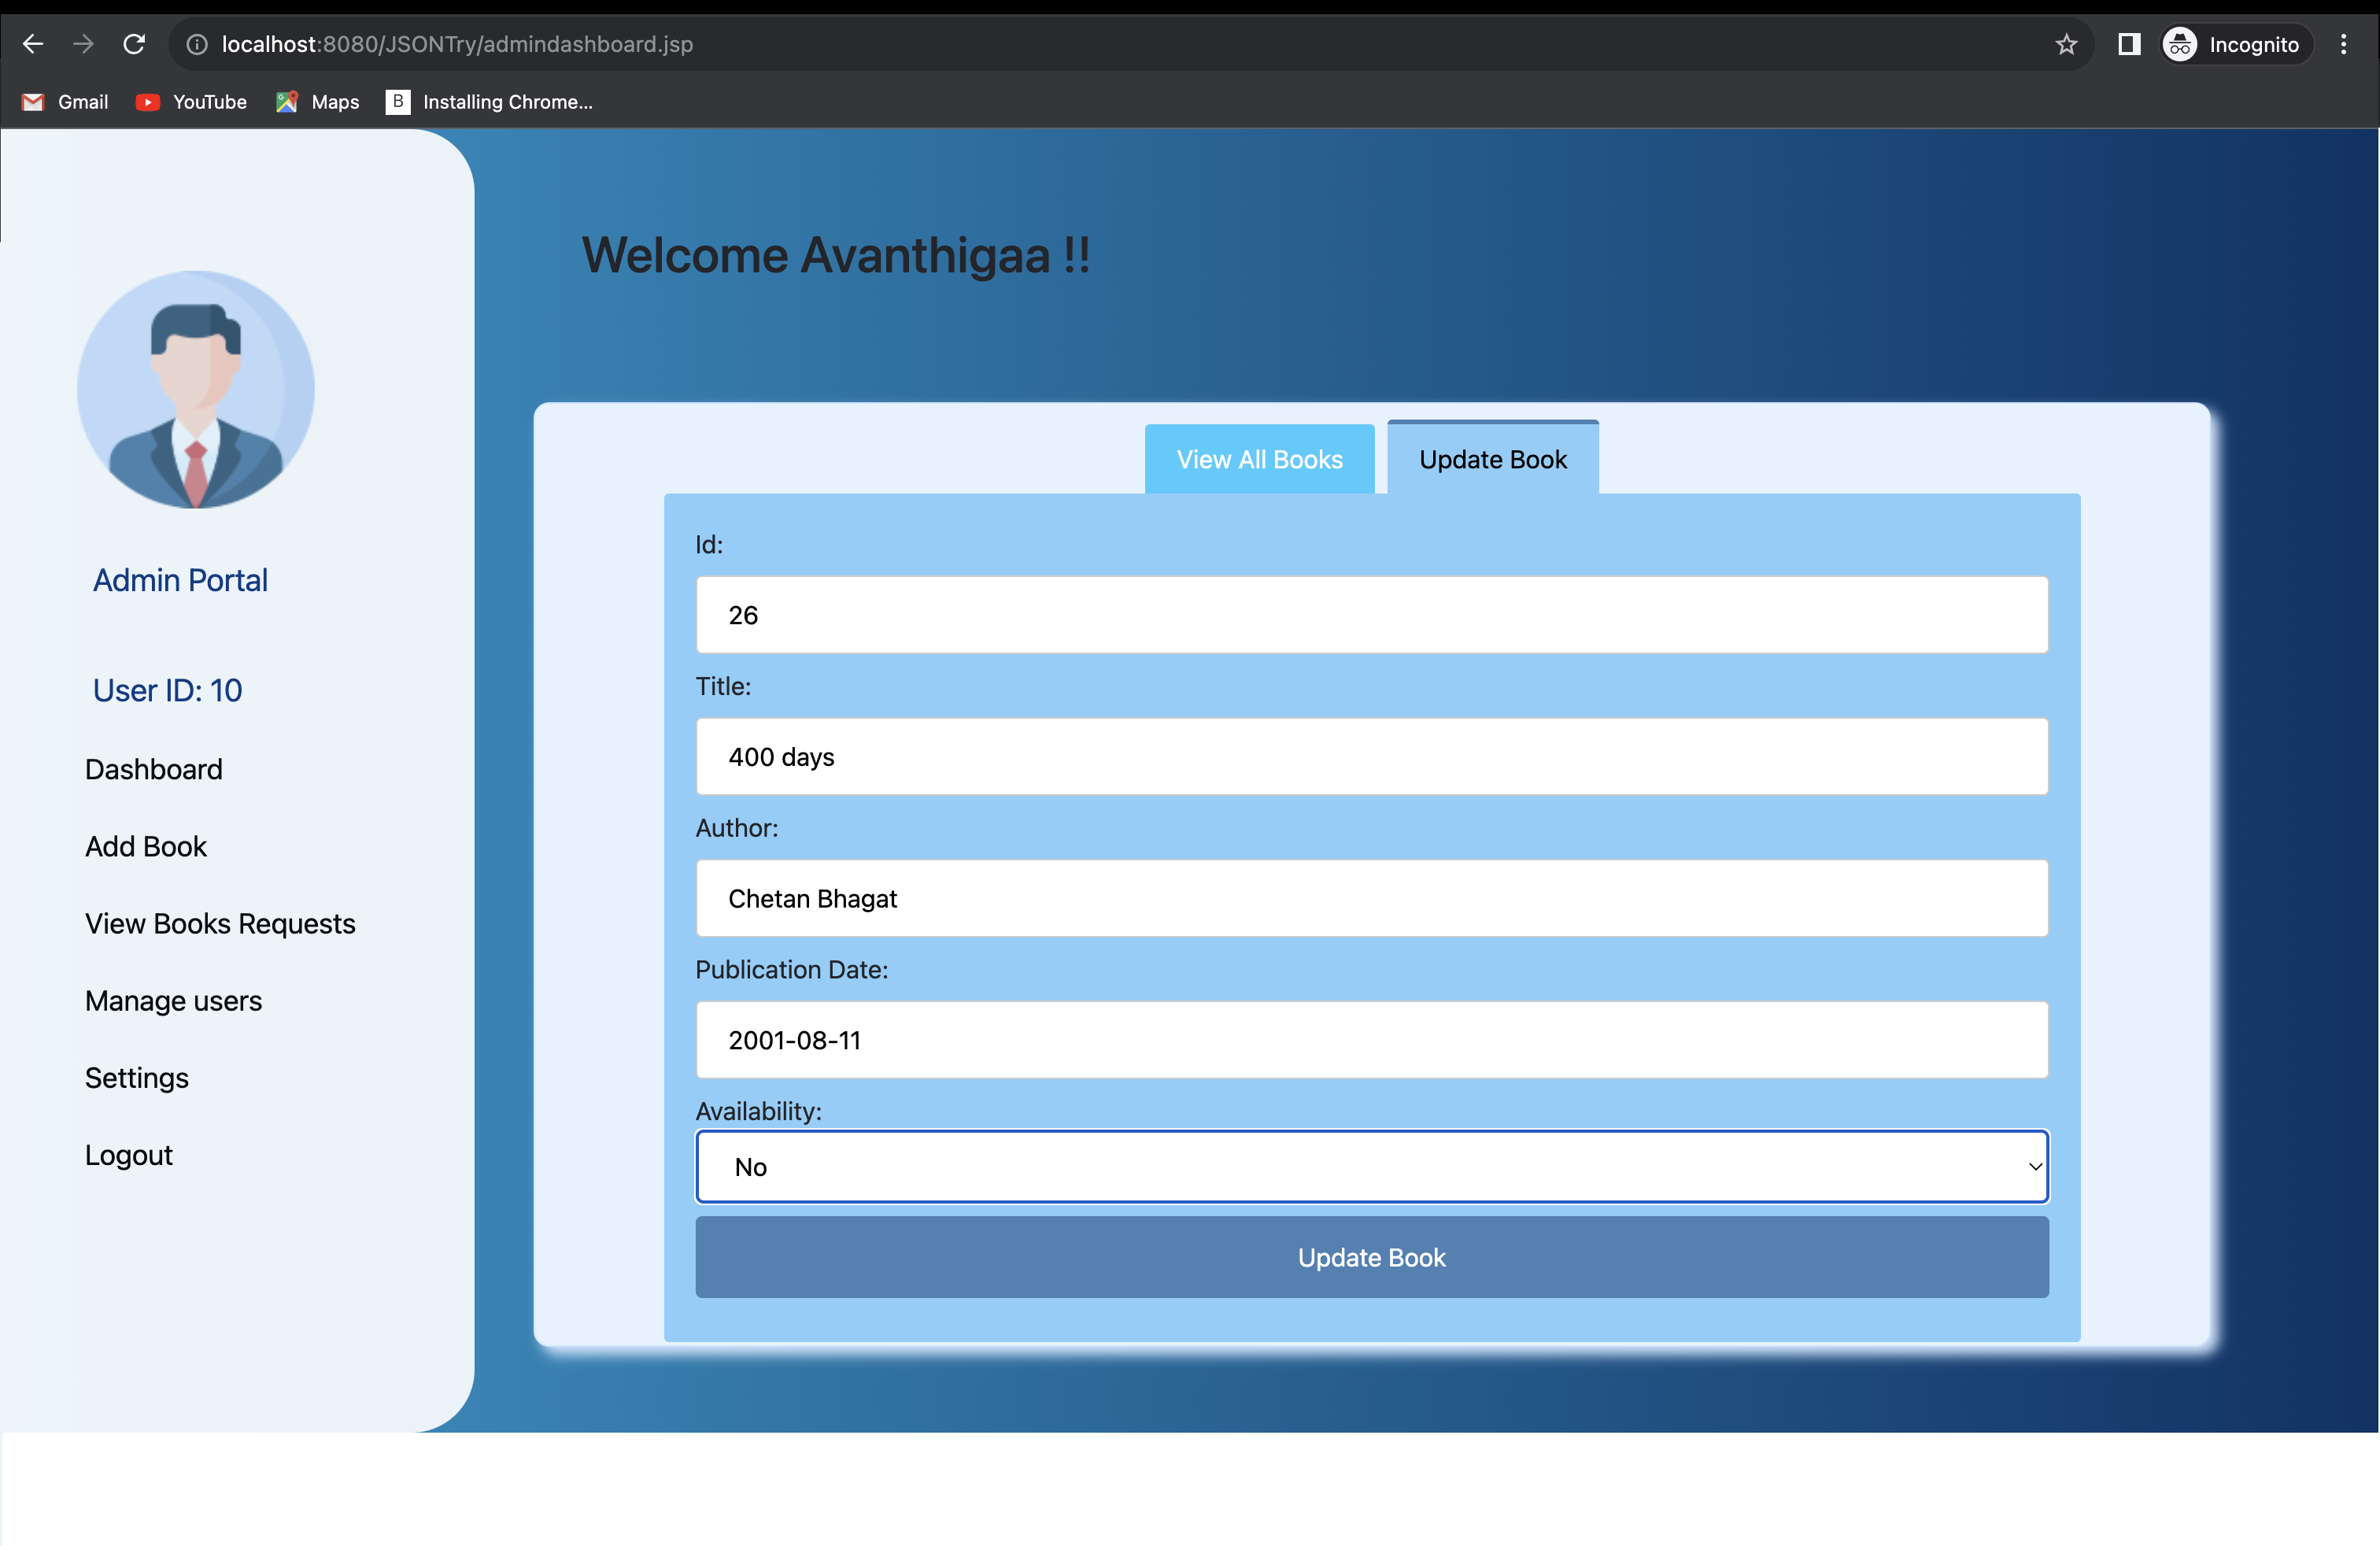 localhost:8080/JSONTry/admindashboard.jsp
Incognito
Gmail
YouTube
Maps
B
Installing Chrome...
Welcome Avanthigaa !!
Admin Portal
User ID: 10
Dashboard
Add Book
View Books Requests
Manage users
Settings
Logout
View All Books
Update Book
Id:
26
Title:
400 days
Author:
Chetan Bhagat
Publication Date:
2001-08-11
Availability:
No
Update Book